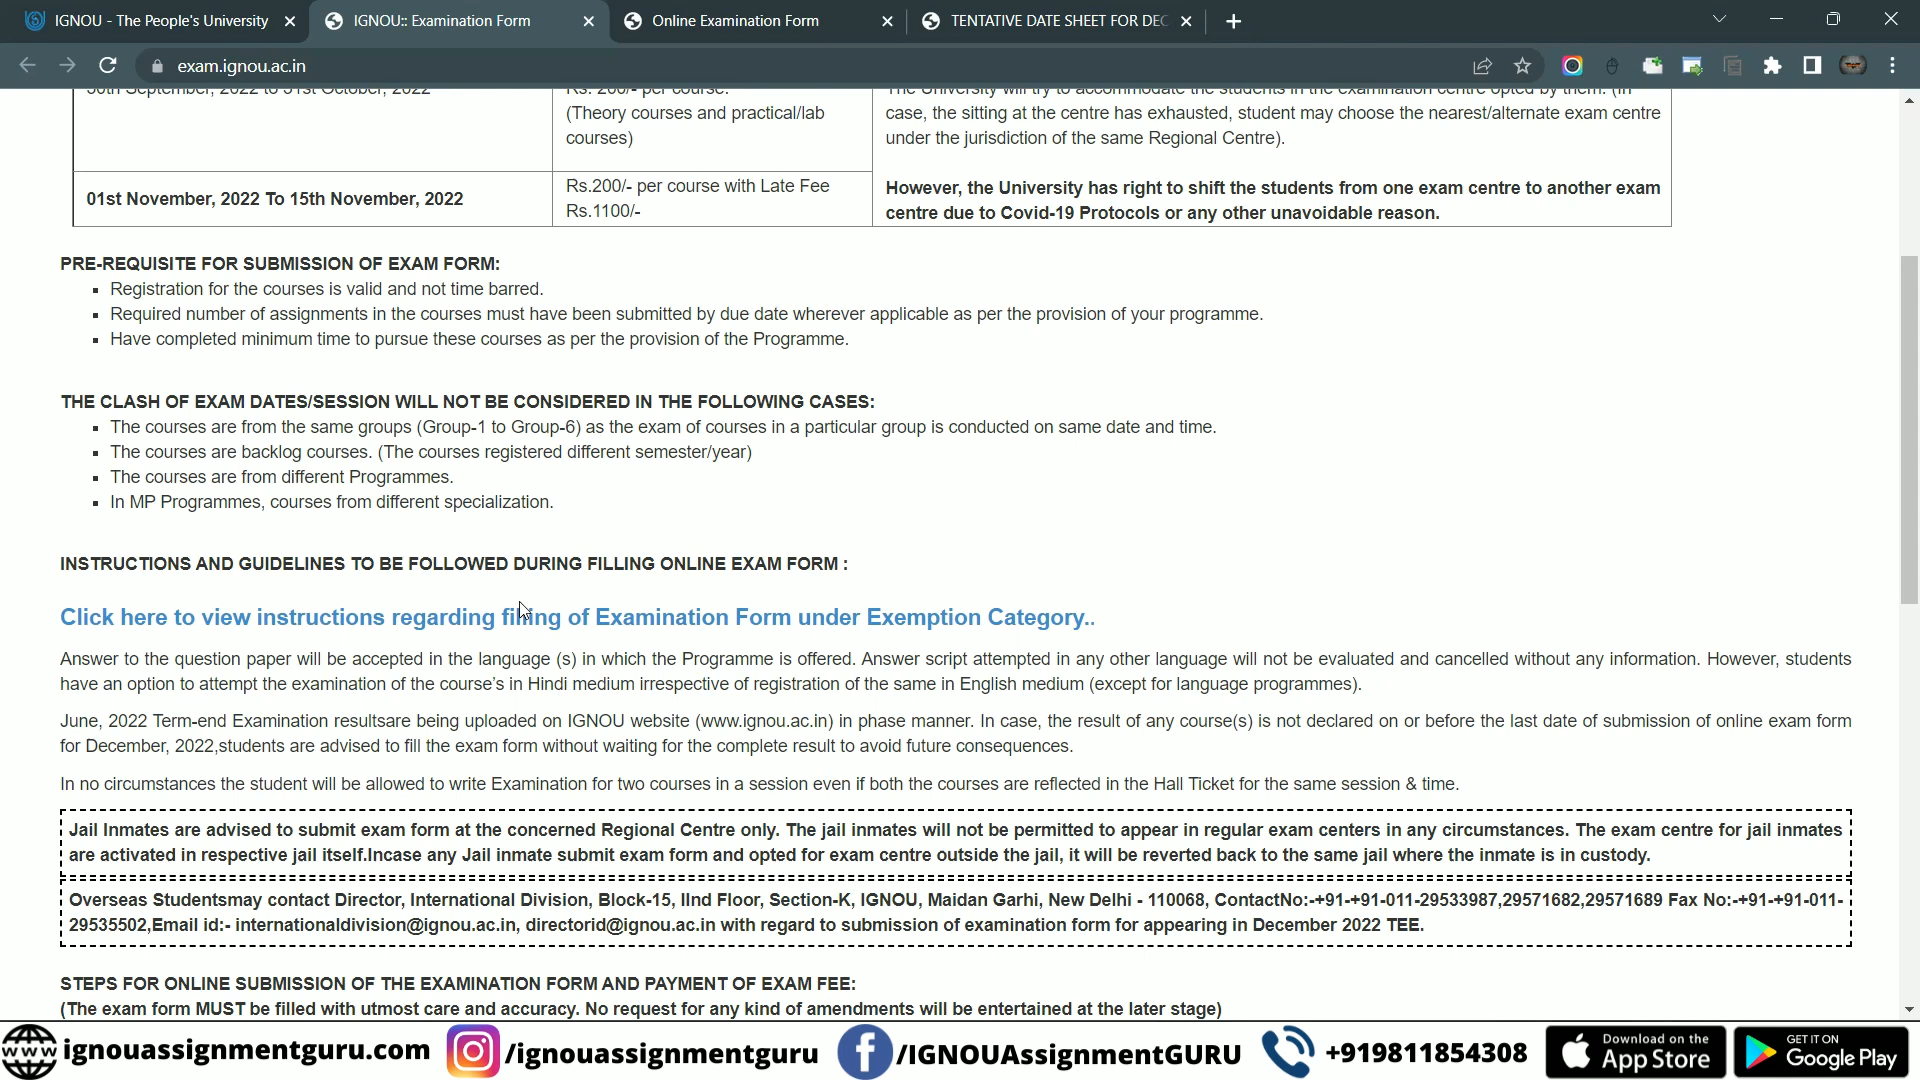 IGNOU - The People's University
IGNOU:: Examination Form
Online Examination Form
TENTATIVE DATE SHEET FOR DEC
exam.ignou.ac.in
30th September, 2022 to 31st October, 2022
Rs. 200/- per course.
(Theory courses and practical/lab
courses)
The University will try to accommodate the students in the examination centre opted by them. (In
case, the sitting at the centre has exhausted, student may choose the nearest/alternate exam centre
under the jurisdiction of the same Regional Centre).
01st November, 2022 To 15th November, 2022
Rs.200/- per course with Late Fee
Rs.1100/-
However, the University has right to shift the students from one exam centre to another exam
centre due to Covid-19 Protocols or any other unavoidable reason.
PRE-REQUISITE FOR SUBMISSION OF EXAM FORM:
Registration for the courses is valid and not time barred.
Required number of assignments in the courses must have been submitted by due date wherever applicable as per the provision of your programme.
Have completed minimum time to pursue these courses as per the provision of the Programme.
THE CLASH OF EXAM DATES/SESSION WILL NOT BE CONSIDERED IN THE FOLLOWING CASES:
The courses are from the same groups (Group-1 to Group-6) as the exam of courses in a particular group is conducted on same date and time.
The courses are backlog courses. (The courses registered different semester/year)
The courses are from different Programmes.
In MP Programmes, courses from different specialization.
INSTRUCTIONS AND GUIDELINES TO BE FOLLOWED DURING FILLING ONLINE EXAM FORM :
Click here to view instructions regarding filling of Examination Form under Exemption Category..
Answer to the question paper will be accepted in the language (s) in which the Programme is offered. Answer script attempted in any other language will not be evaluated and cancelled without any information. However, students
have an option to attempt the examination of the course's in Hindi medium irrespective of registration of the same in English medium (except for language programmes).
June, 2022 Term-end Examination resultsare being uploaded on IGNOU website (www.ignou.ac.in) in phase manner. In case, the result of any course(s) is not declared on or before the last date of submission of online exam form
for December, 2022,students are advised to fill the exam form without waiting for the complete result to avoid future consequences.
In no circumstances the student will be allowed to write Examination for two courses in a session even if both the courses are reflected in the Hall Ticket for the same session & time.
Jail Inmates are advised to submit exam form at the concerned Regional Centre only. The jail inmates will not be permitted to appear in regular exam centers in any circumstances. The exam centre for jail inmates
are activated in respective jail itself.Incase any Jail inmate submit exam form and opted for exam centre outside the jail, it will be reverted back to the same jail where the inmate is in custody.
Overseas Studentsmay contact Director, International Division, Block-15, IInd Floor, Section-K, IGNOU, Maidan Garhi, New Delhi - 110068, ContactNo:-+91-+91-011-29533987,29571682,29571689 Fax No:-+91-+91-011-
29535502,Email id:- internationaldivision@ignou.ac.in, directorid@ignou.ac.in with regard to submission of examination form for appearing in December 2022 TEE.
STEPS FOR ONLINE SUBMISSION OF THE EXAMINATION FORM AND PAYMENT OF EXAM FEE:
(The exam form MUST be filled with utmost care and accuracy. No request for any kind of amendments will be entertained at the later stage)
www ignouassignmentguru.com
/ignouassignmentguru
/IGNOUAssignmentGURU
+919811854308
Download on the
App Store
GET IT ON
Google Play